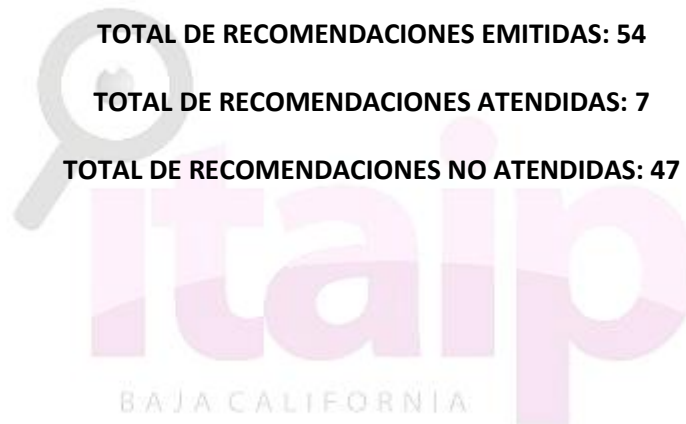 TOTAL DE RECOMENDACIONES EMITIDAS: 54
TOTAL DE RECOMENDACIONES ATENDIDAS: 7
TOTAL DE RECOMENDACIONES NO ATENDIDAS: 47
itaip
BAJA CALIFORNIA